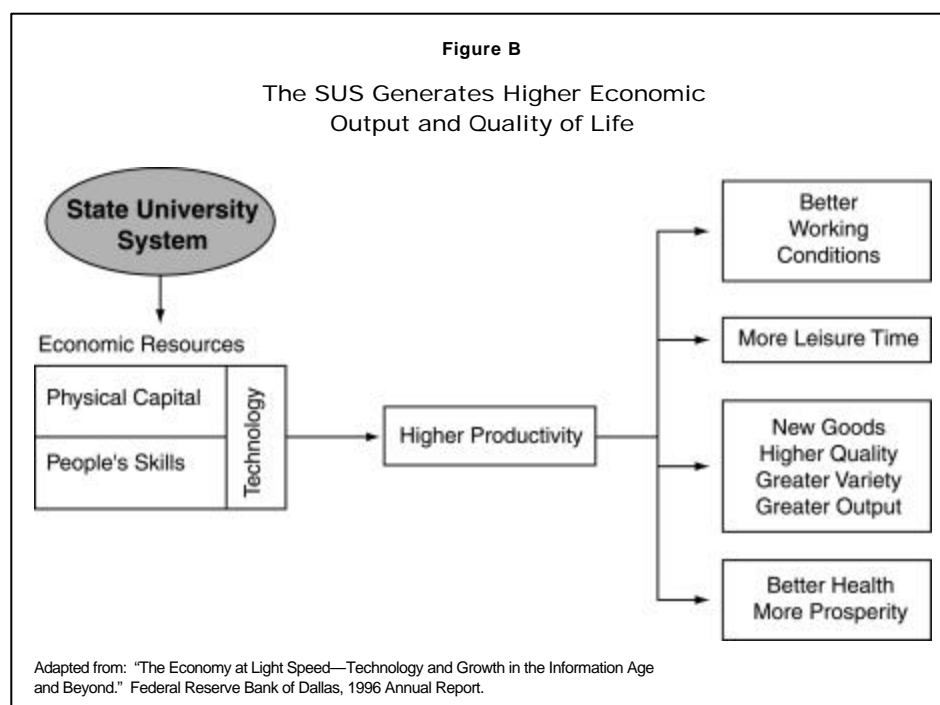 Figure B
The SUS Generates Higher Economic
Output and Quality of Life
State University
System
Economic Resources
Physical Capital
People's Skills
Technology
Higher Productivity
Better
Working
Conditions
More Leisure Time
New Goods
Higher Quality
Greater Variety
Greater Output
Better Health
More Prosperity
Adapted from: “The Economy at Light Speed—Technology and Growth in the Information Age
and Beyond.” Federal Reserve Bank of Dallas, 1996 Annual Report.